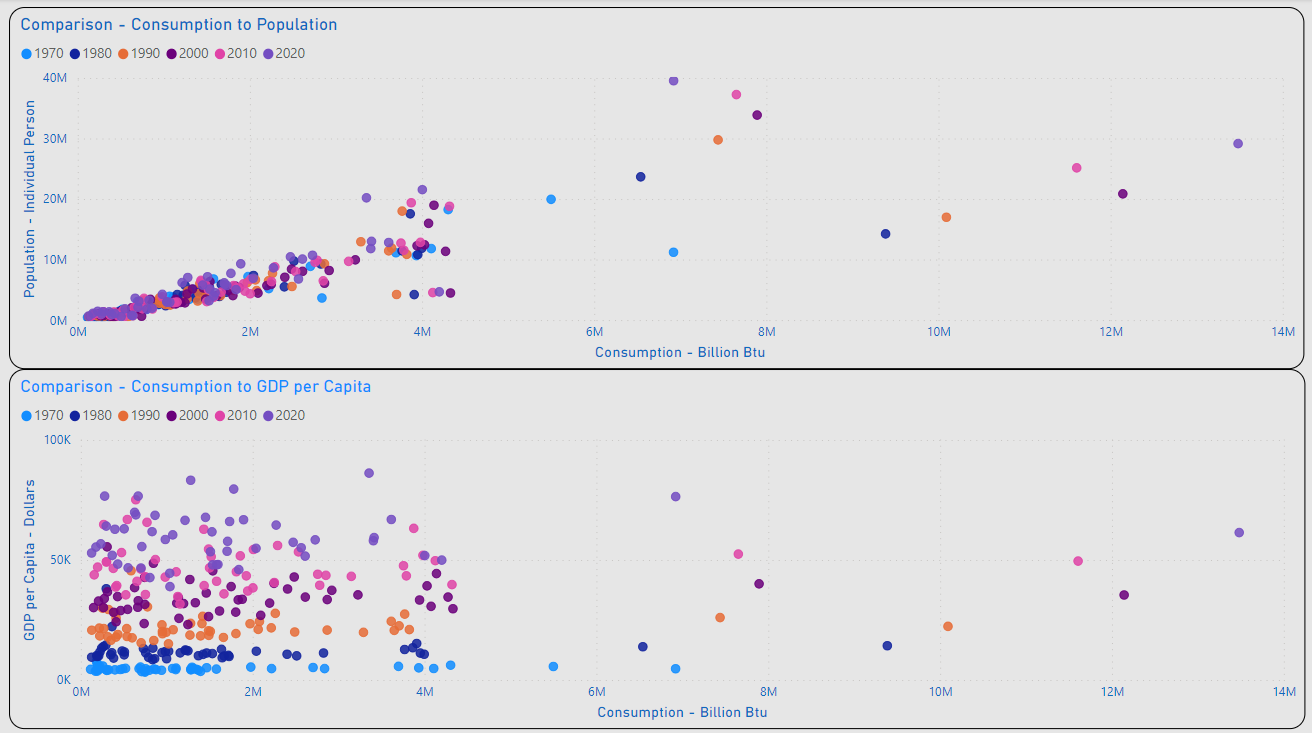 Comparison - Consumption to Population
1970 1980 1990 2000 2010 2020
40M
30M
20M
10M
0M
Population - Individual Person
0M 2M 4M 6M 8M 10M 12M 14M
Consumption - Billion Btu
Comparison - Consumption to GDP per Capita
1970 1980 1990 2000 2010 2020
100K
50K
0K
GDP per Capita - Dollars
0M 2M 4M 6M 8M 10M 12M 14M
Consumption - Billion Btu